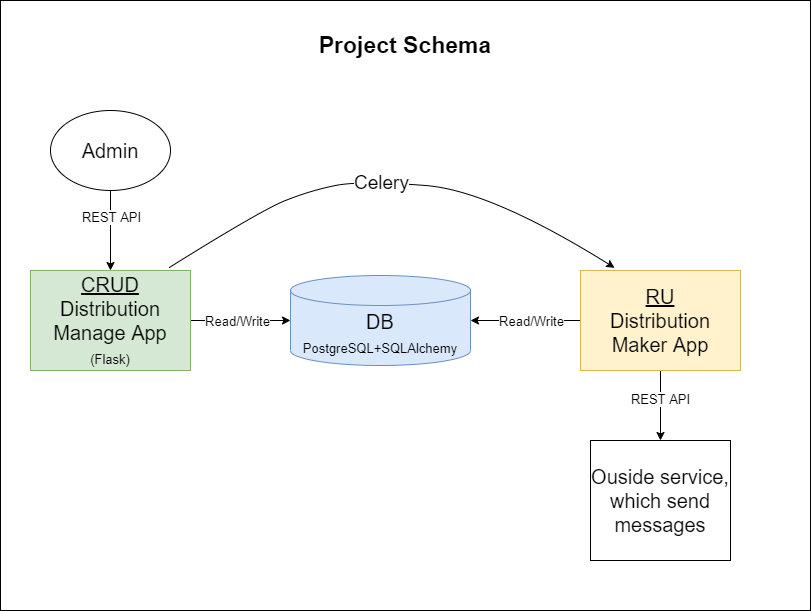 Project Schema
Admin
REST API
Celery
CRUD
Distribution
Manage App
(Flask)
Read/Write
DB
PostgreSQL+SQLAlchemy
Read/Write
RU
Distribution
Maker App
REST API
Ouside service,
which send
messages